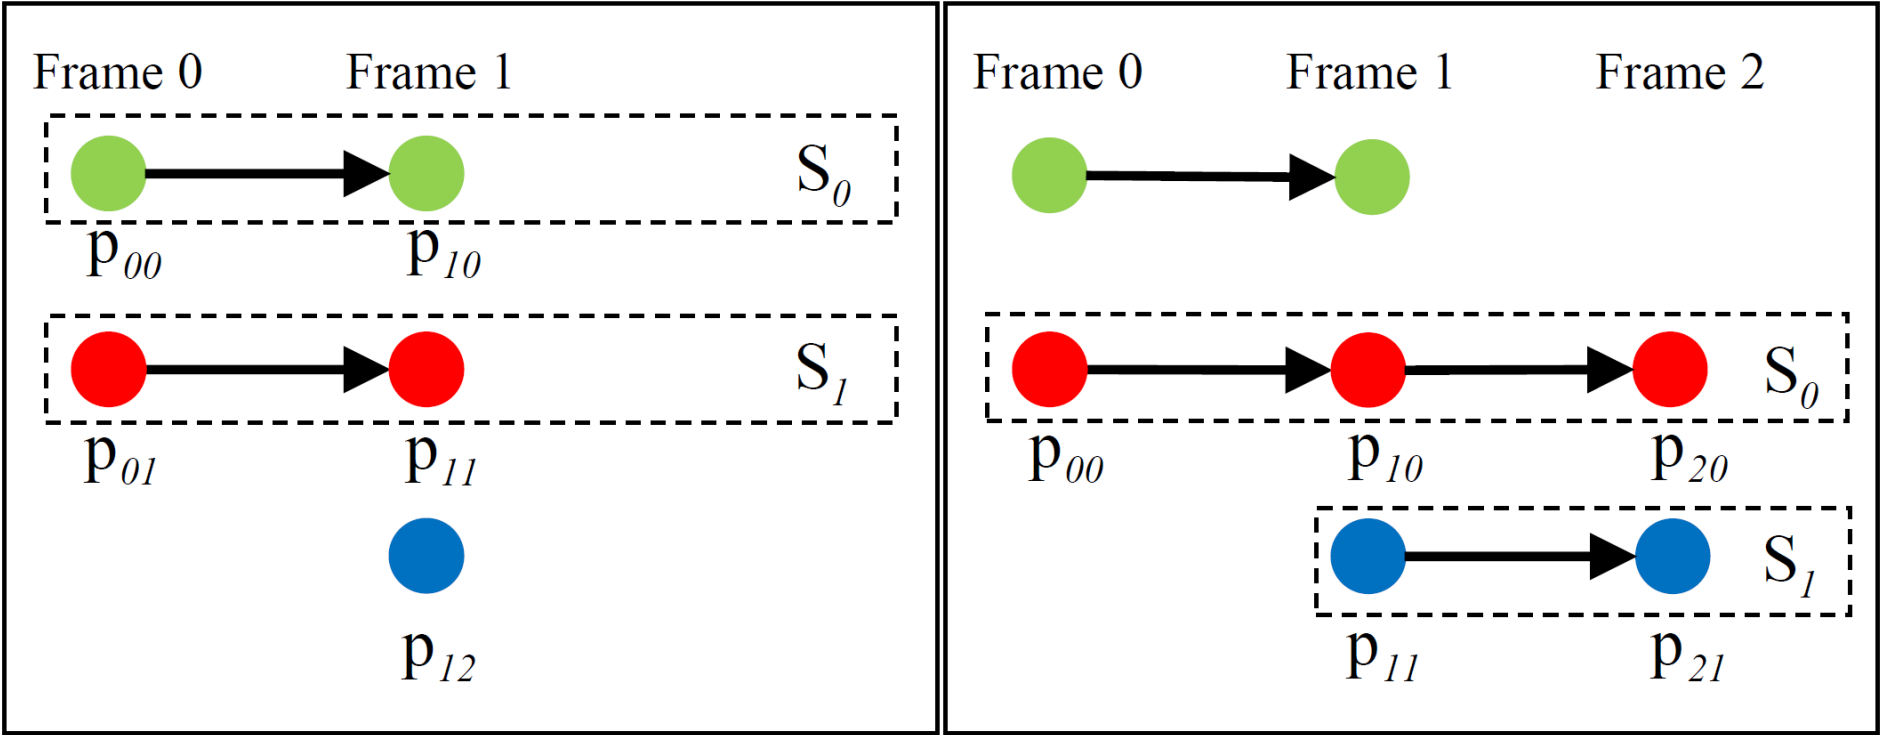 Frame 0 Frame 1
S0
p00 p10
S1
p01 p11
p12
Frame 0 Frame 1 Frame 2
S0
p00 p10 p20
S1
p11 p21